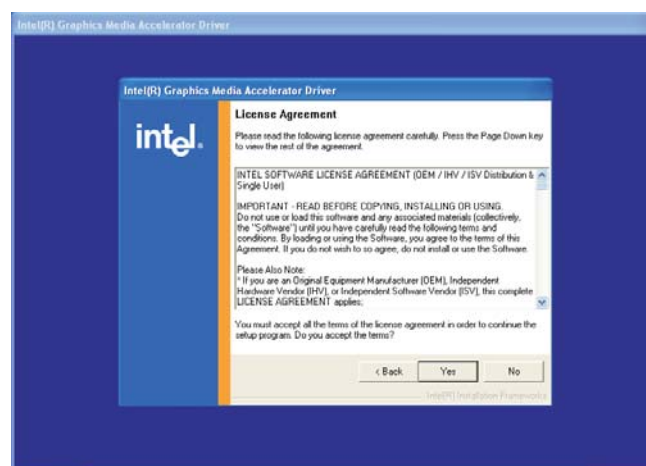 Intel(R) Graphics Media Accelerator Driver
Intel(R) Graphics Media Accelerator Driver
intel.
License Agreement
Please read the following license agreement carefully. Press the Page Down key
to view the rest of the agreement.
INTEL SOFTWARE LICENSE AGREEMENT (OEM / IHV / ISV Distribution &
Single User)
IMPORTANT - READ BEFORE COPYING, INSTALLING OR USING.
Do not use or load this software and any associated materials (collectively,
the "Software") until you have carefully read the following terms and
conditions. By loading or using the Software, you agree to the terms of this
Agreement. If you do not wish to so agree, do not install or use the Software.
Please Also Note:
* If you are an Original Equipment Manufacturer (OEM), Independent
Hardware Vendor (IHV), or Independent Software Vendor (ISV), this complete
LICENSE AGREEMENT applies;
You must accept all the terms of the license agreement in order to continue the
setup program. Do you accept the terms?
< Back
Yes
No
Intel(R) Installation Frameworks